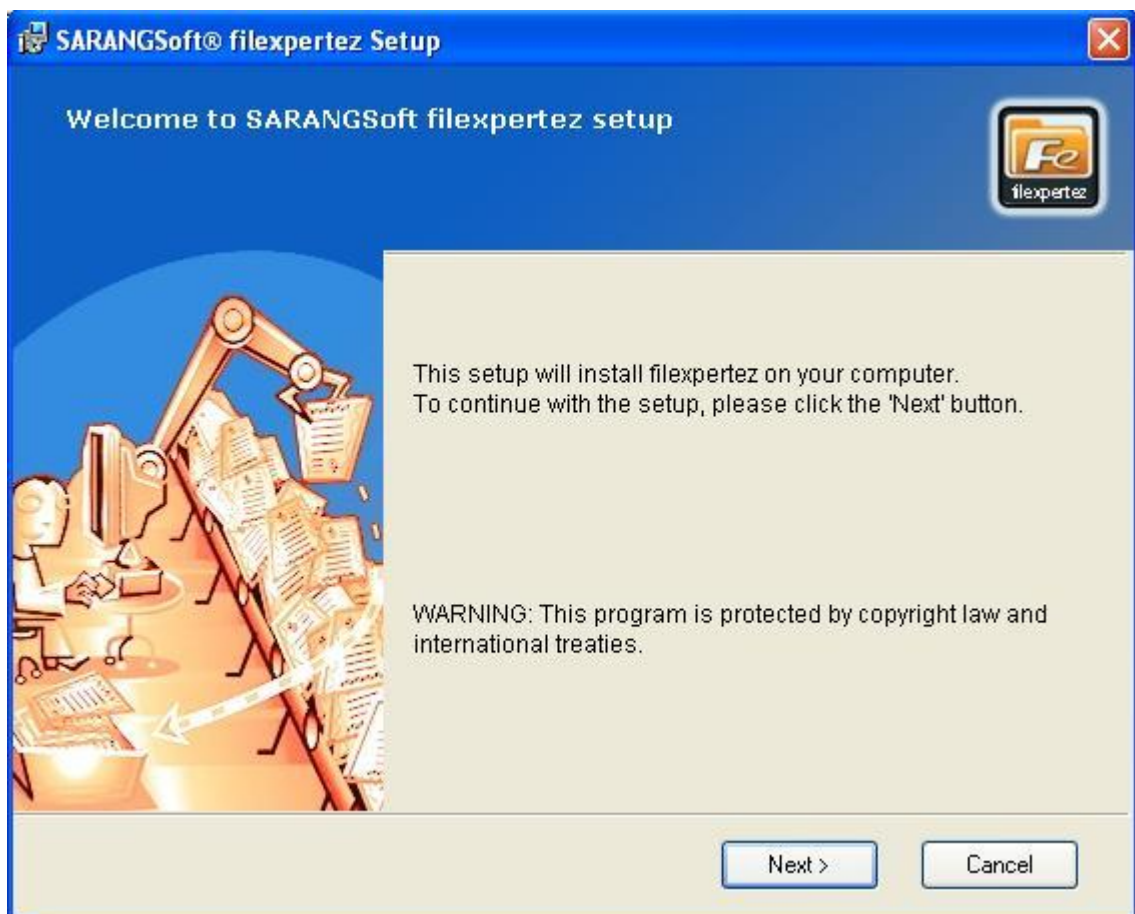 SARANGSoft® filexpertez Setup
Welcome to SARANGSoft filexpertez setup
Fe
filexpertez
This setup will install filexpertez on your computer.
To continue with the setup, please click the 'Next' button.
WARNING: This program is protected by copyright law and
international treaties.
Next >
Cancel